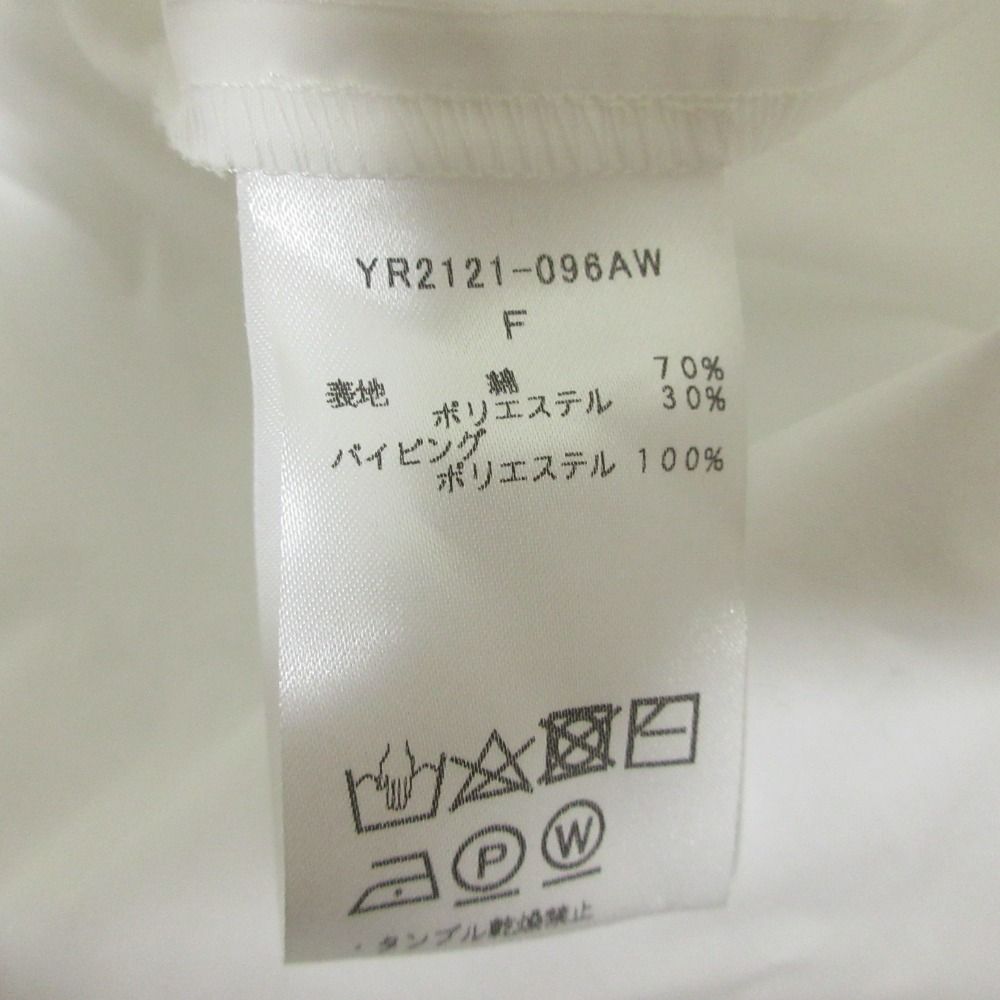 YR2121-096AW
F
表地 綿 70%
ポリエステル 30%
パイピング
ポリエステル 100%
P W
・タンブル乾燥禁止